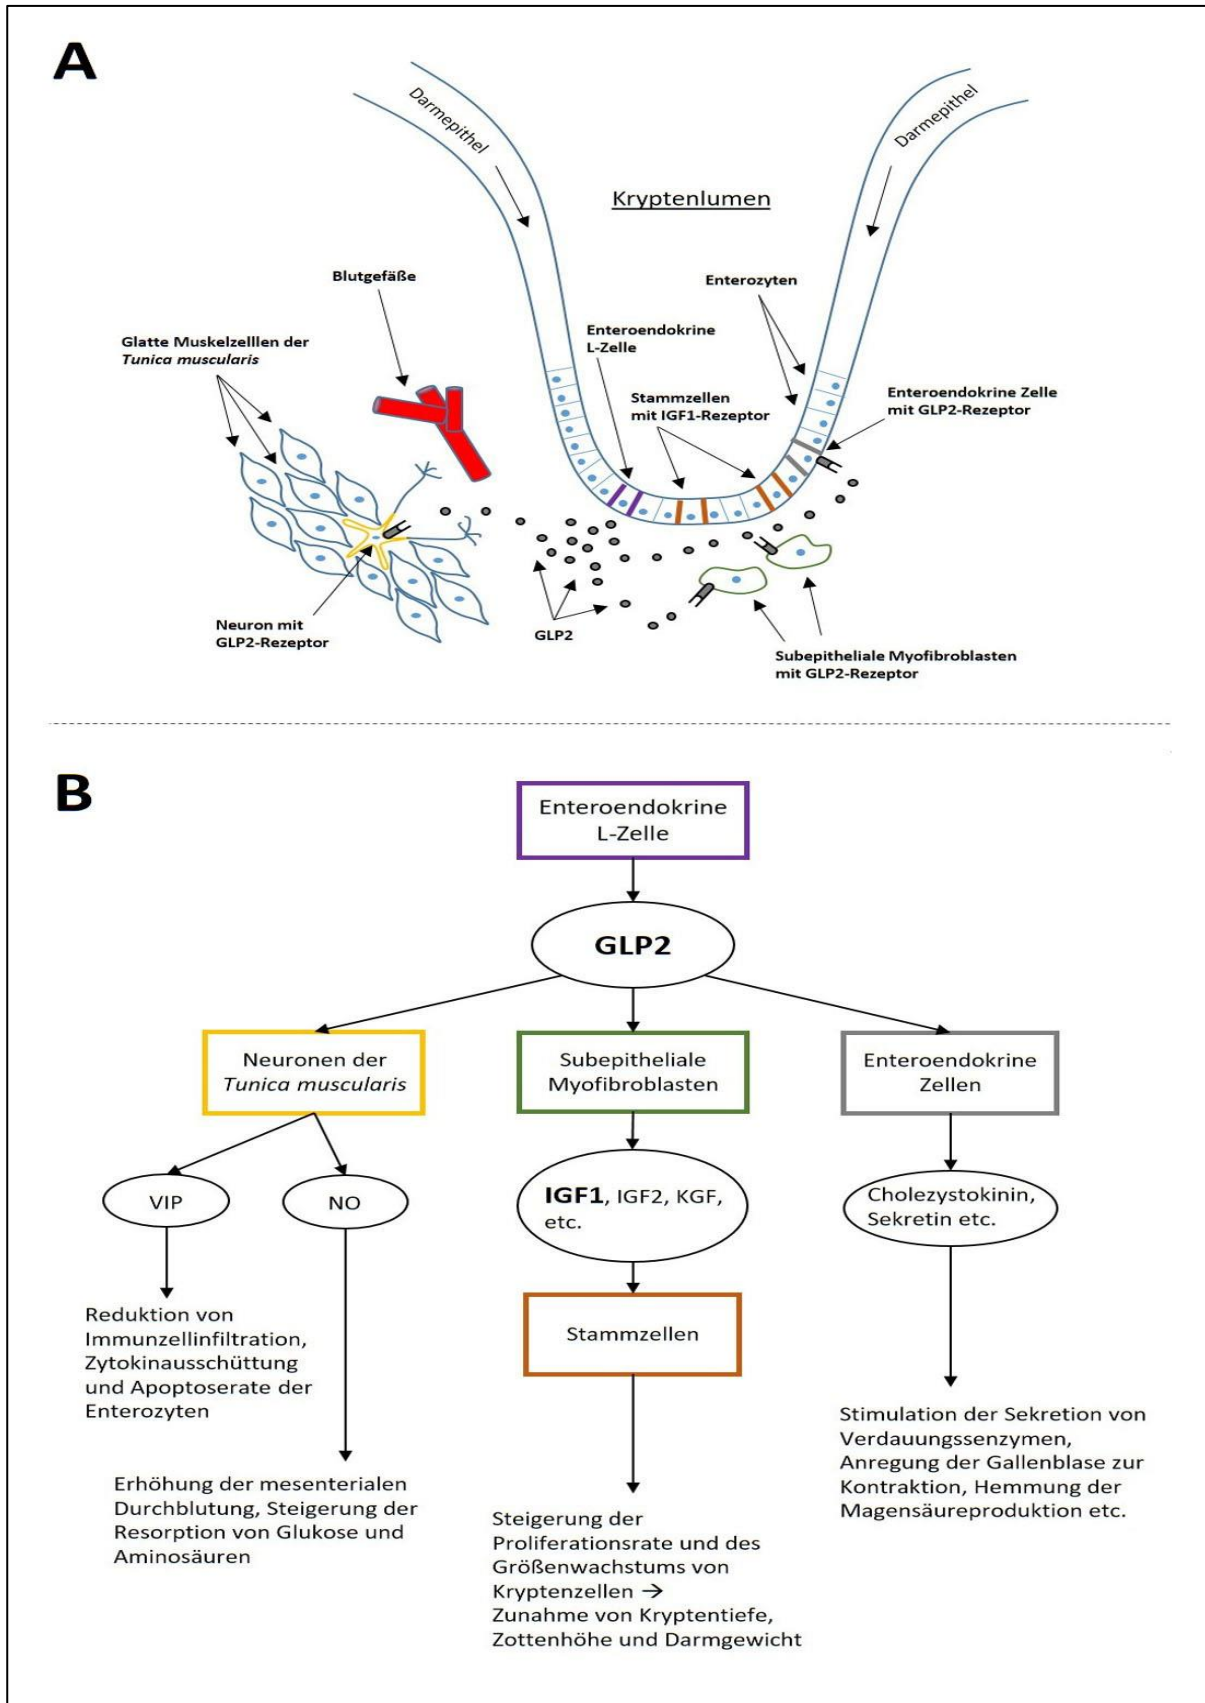 A
Darmepithel
Darmepithel
Kryptenlumen
Blutgefäße
Enterozyten
Glatte Muskelzelllen der
Tunica muscularis
Enteroendokrine
L-Zelle
Stammzellen
mit IGF1-Rezeptor
Enteroendokrine Zelle
mit GLP2-Rezeptor
Neuron mit
GLP2-Rezeptor
GLP2
Subepitheliale Myofibroblasten
mit GLP2-Rezeptor
B
Enteroendokrine
L-Zelle
GLP2
Neuronen der
Tunica muscularis
Subepitheliale
Myofibroblasten
Enteroendokrine
Zellen
VIP
NO
IGF1, IGF2, KGF,
etc.
Cholezystokinin,
Sekretin etc.
Reduktion von
Immunzellinfiltration,
Zytokinausschüttung
und Apoptoserate der
Enterozyten
Stammzellen
Erhöhung der mesenterialen
Durchblutung, Steigerung der
Resorption von Glukose und
Aminosäuren
Steigerung der
Proliferationsrate und des
Größenwachstums von
Kryptenzellen →
Zunahme von Kryptentiefe,
Zottenhöhe und Darmgewicht
Stimulation der Sekretion von
Verdauungssenzymen,
Anregung der Gallenblase zur
Kontraktion, Hemmung der
Magensäureproduktion etc.